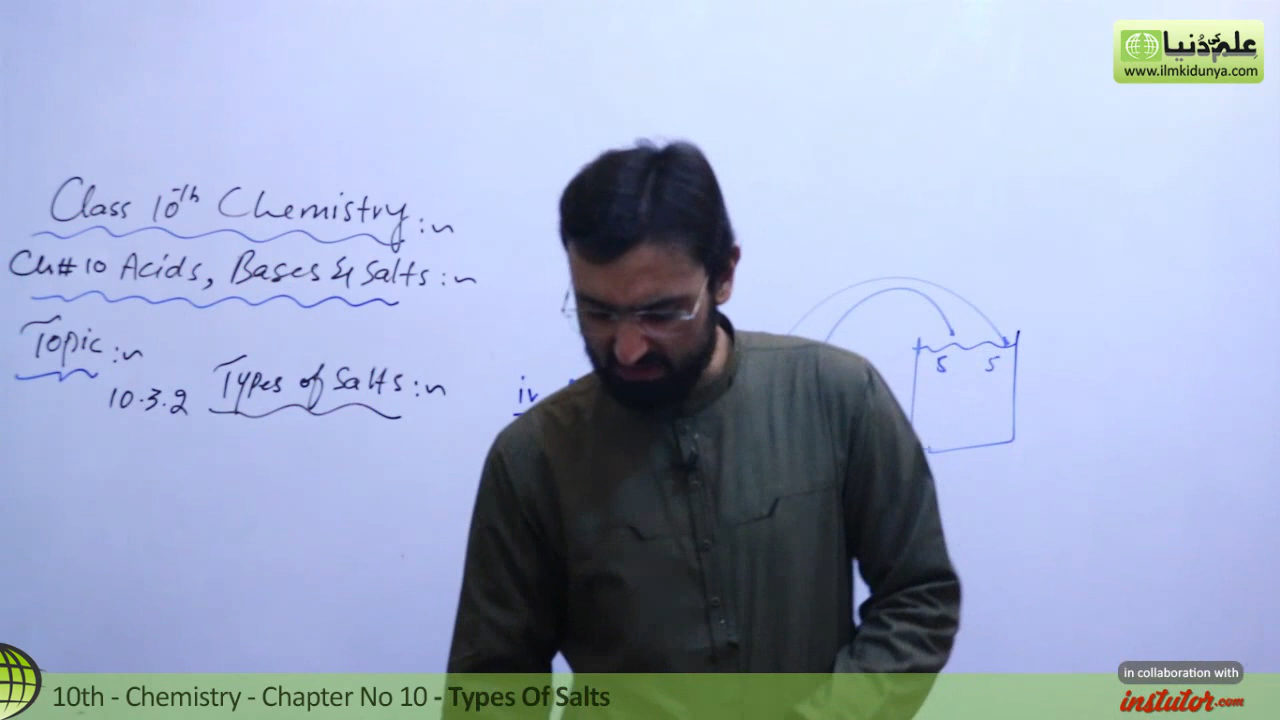 علم کی دنیا
www.ilmkidunya.com
Class 10th Chemistry:~
Ch# 10 Acids, Bases & Salts:~
Topic:~
10.3.2 Types of Salts:~
iv
5 5
10th - Chemistry - Chapter No 10 - Types Of Salts
in collaboration with
instutor.com